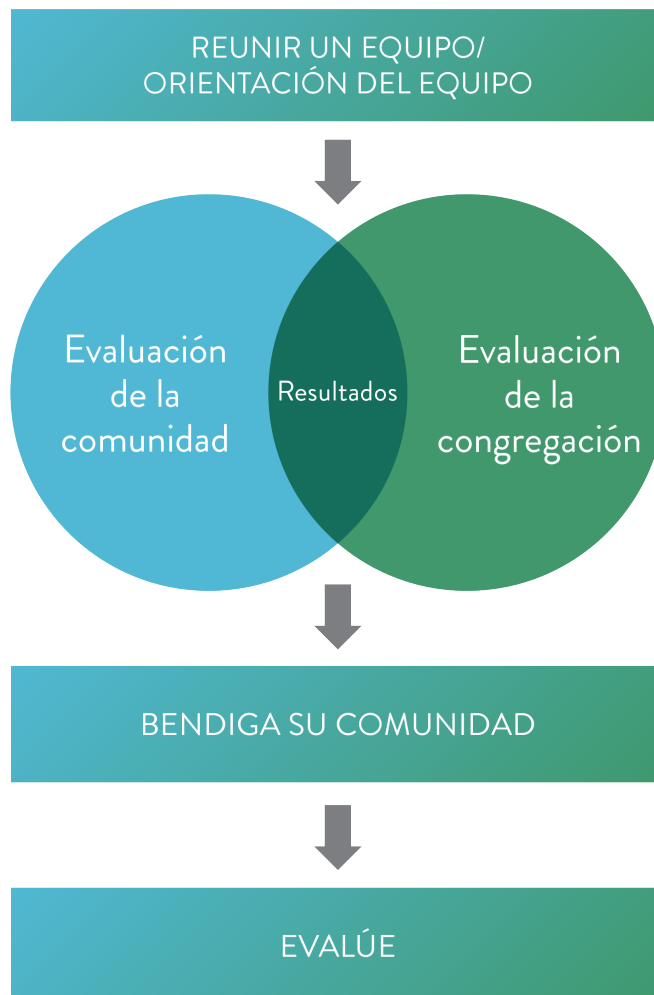 REUNIR UN EQUIPO/
ORIENTACIÓN DEL EQUIPO
Evaluación
de la
comunidad
Resultados
Evaluación
de la
congregación
BENDIGA SU COMUNIDAD
EVALÚE